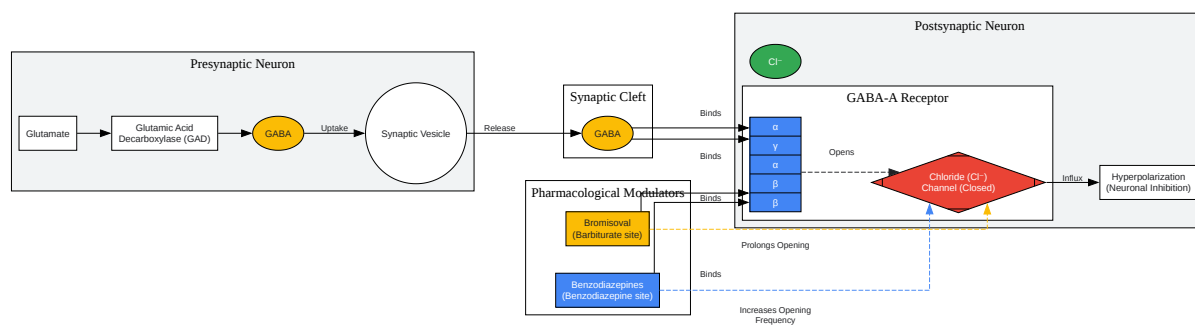 Postsynaptic Neuron
Presynaptic Neuron
Cl⁻
Synaptic Cleft
GABA-A Receptor
Glutamate
Glutamic Acid
Decarboxylase (GAD)
GABA
Uptake
Synaptic Vesicle
Release
GABA
Binds
Binds
α
γ
α
β
β
Opens
Chloride (Cl⁻)
Channel (Closed)
Influx
Hyperpolarization
(Neuronal Inhibition)
Pharmacological Modulators
Binds
Bromisoval
(Barbiturate site)
Prolongs Opening
Binds
Benzodiazepines
(Benzodiazepine site)
Increases Opening
Frequency